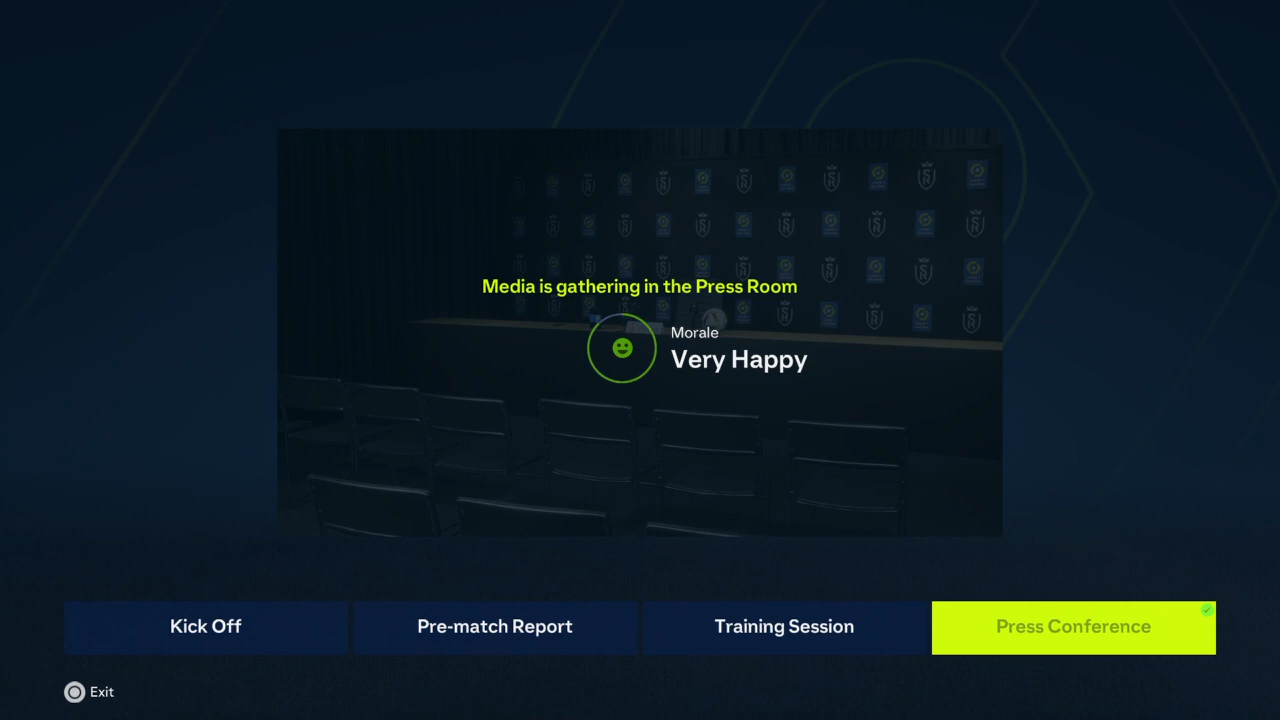 Media is gathering in the Press Room
Morale
Very Happy
Kick Off
Pre-match Report
Training Session
Press Conference
Exit